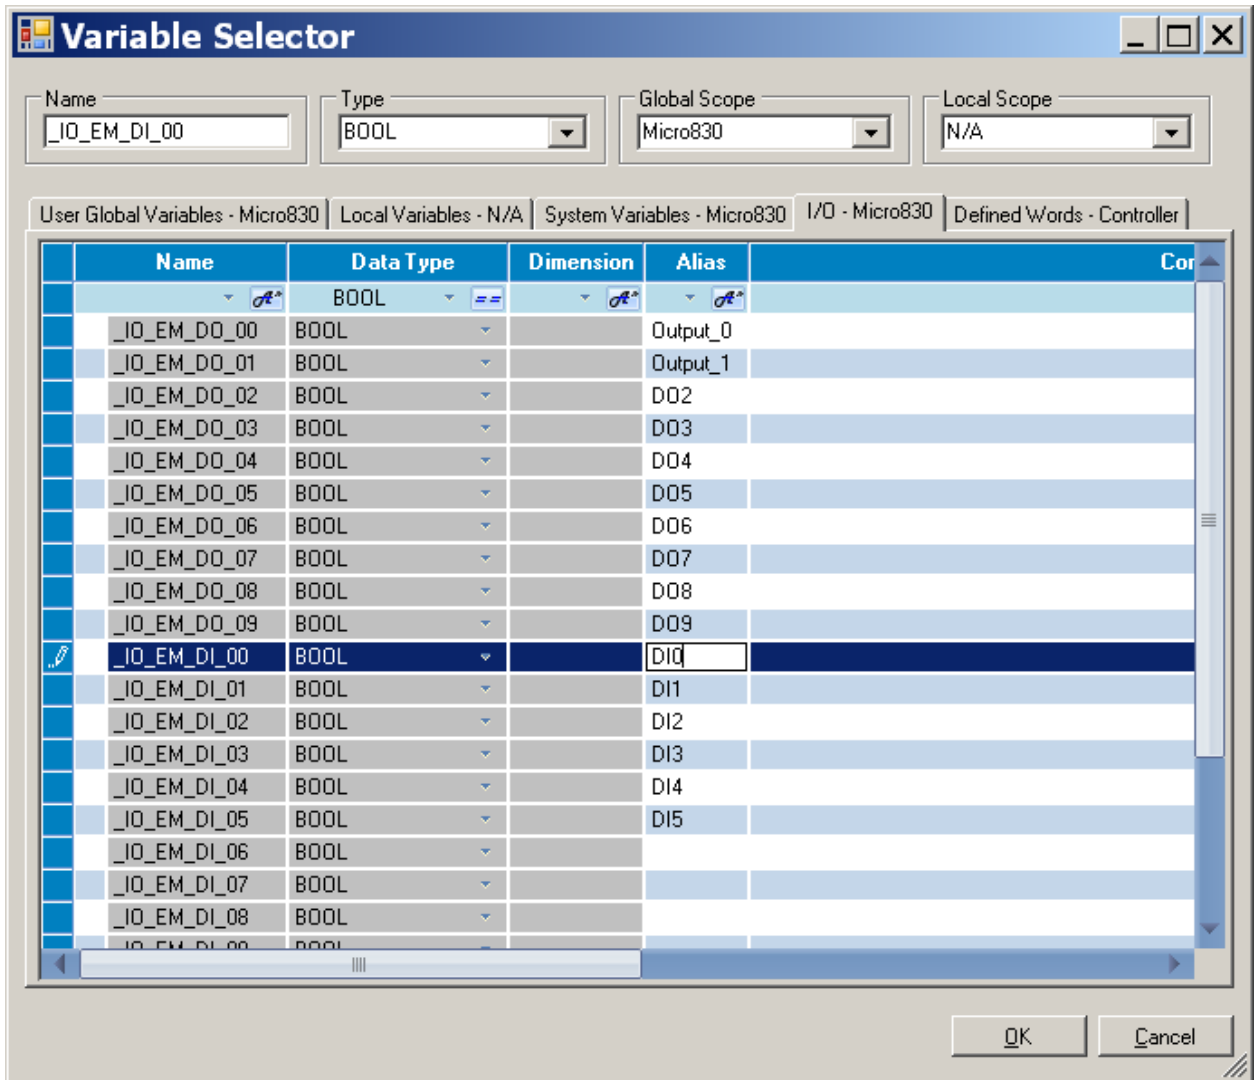 Variable Selector
Name Type Global Scope Local Scope
_IO_EM_DI_00 BOOL Micro830 N/A
User Global Variables - Micro830 Local Variables - N/A System Variables - Micro830 I/O - Micro830 Defined Words - Controller
Name Data Type Dimension Alias Cor
BOOL ==
_IO_EM_DO_00 BOOL Output_0
_IO_EM_DO_01 BOOL Output_1
_IO_EM_DO_02 BOOL DO2
_IO_EM_DO_03 BOOL DO3
_IO_EM_DO_04 BOOL DO4
_IO_EM_DO_05 BOOL DO5
_IO_EM_DO_06 BOOL DO6
_IO_EM_DO_07 BOOL DO7
_IO_EM_DO_08 BOOL DO8
_IO_EM_DO_09 BOOL DO9
_IO_EM_DI_00 BOOL DI0
_IO_EM_DI_01 BOOL DI1
_IO_EM_DI_02 BOOL DI2
_IO_EM_DI_03 BOOL DI3
_IO_EM_DI_04 BOOL DI4
_IO_EM_DI_05 BOOL DI5
_IO_EM_DI_06 BOOL
_IO_EM_DI_07 BOOL
_IO_EM_DI_08 BOOL
OK Cancel